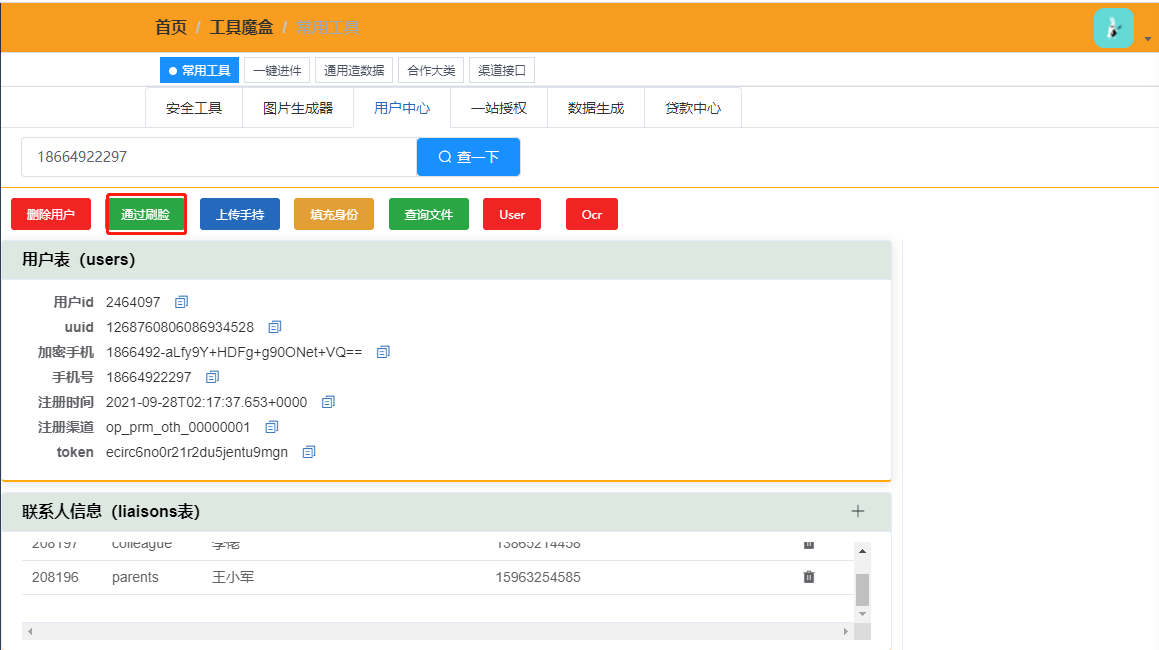 首页 / 工具魔盒 / 常用工具
常用工具 一键进件 通用造数据 合作大类 渠道接口
安全工具 图片生成器 用户中心 一站授权 数据生成 贷款中心
18664922297 查一下
删除用户 通过刷脸 上传手持 填充身份 查询文件 User Ocr
用户表（users）
用户id 2464097
uuid 1268760806086934528
加密手机 1866492-aLfy9Y+HDFg+g90ONet+VQ==
手机号 18664922297
注册时间 2021-09-28T02:17:37.653+0000
注册渠道 op_prm_oth_00000001
token ecirc6no0r21r2du5jentu9mgn
联系人信息（liaisons表）
208197 colleague 李佬 13865214458
208196 parents 王小军 15963254585